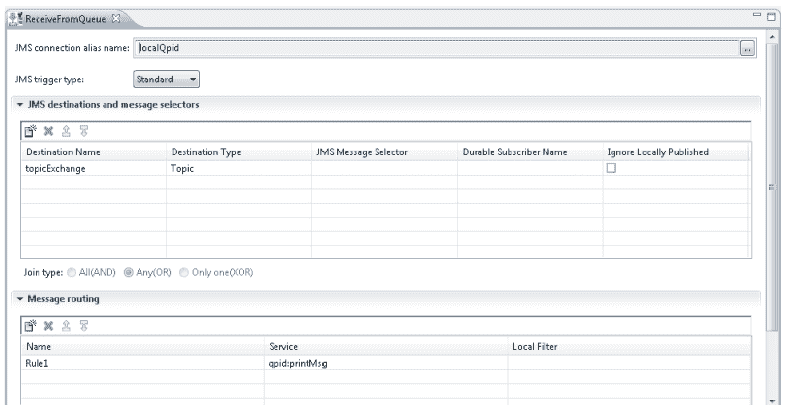 ReceiveFromQueue
JMS connection alias name: localQpid ...
JMS trigger type: Standard
JMS destinations and message selectors
Destination Name Destination Type JMS Message Selector Durable Subscriber Name Ignore Locally Published
topicExchange Topic
Join type: All(AND) Any(OR) Only one(XOR)
Message routing
Name Service Local Filter
Rule1 qpid:printMsg